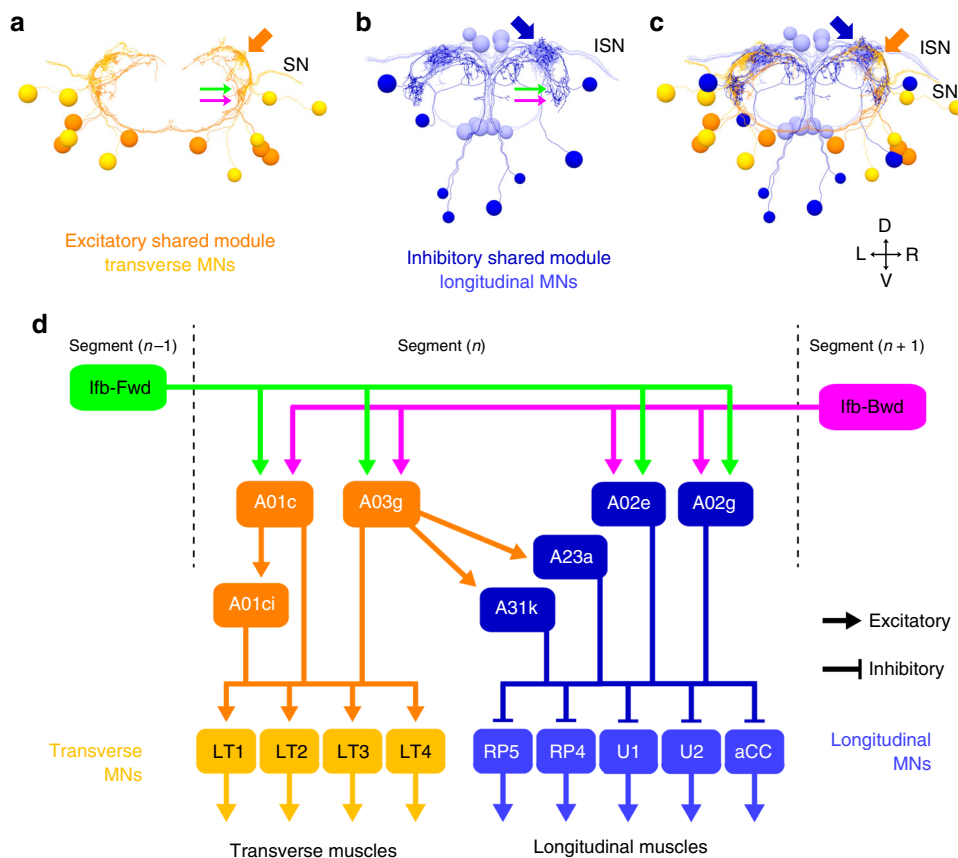 a
SN
Excitatory shared module
transverse MNs
b
ISN
Inhibitory shared module
longitudinal MNs
c
ISN
SN
D
L R
V
d
Segment (n–1)
Segment (n)
Segment (n + 1)
Ifb-Fwd
Ifb-Bwd
A01c
A03g
A02e
A02g
A23a
A01ci
A31k
Excitatory
Inhibitory
Transverse
MNs
LT1
LT2
LT3
LT4
RP5
RP4
U1
U2
aCC
Longitudinal
MNs
Transverse muscles
Longitudinal muscles